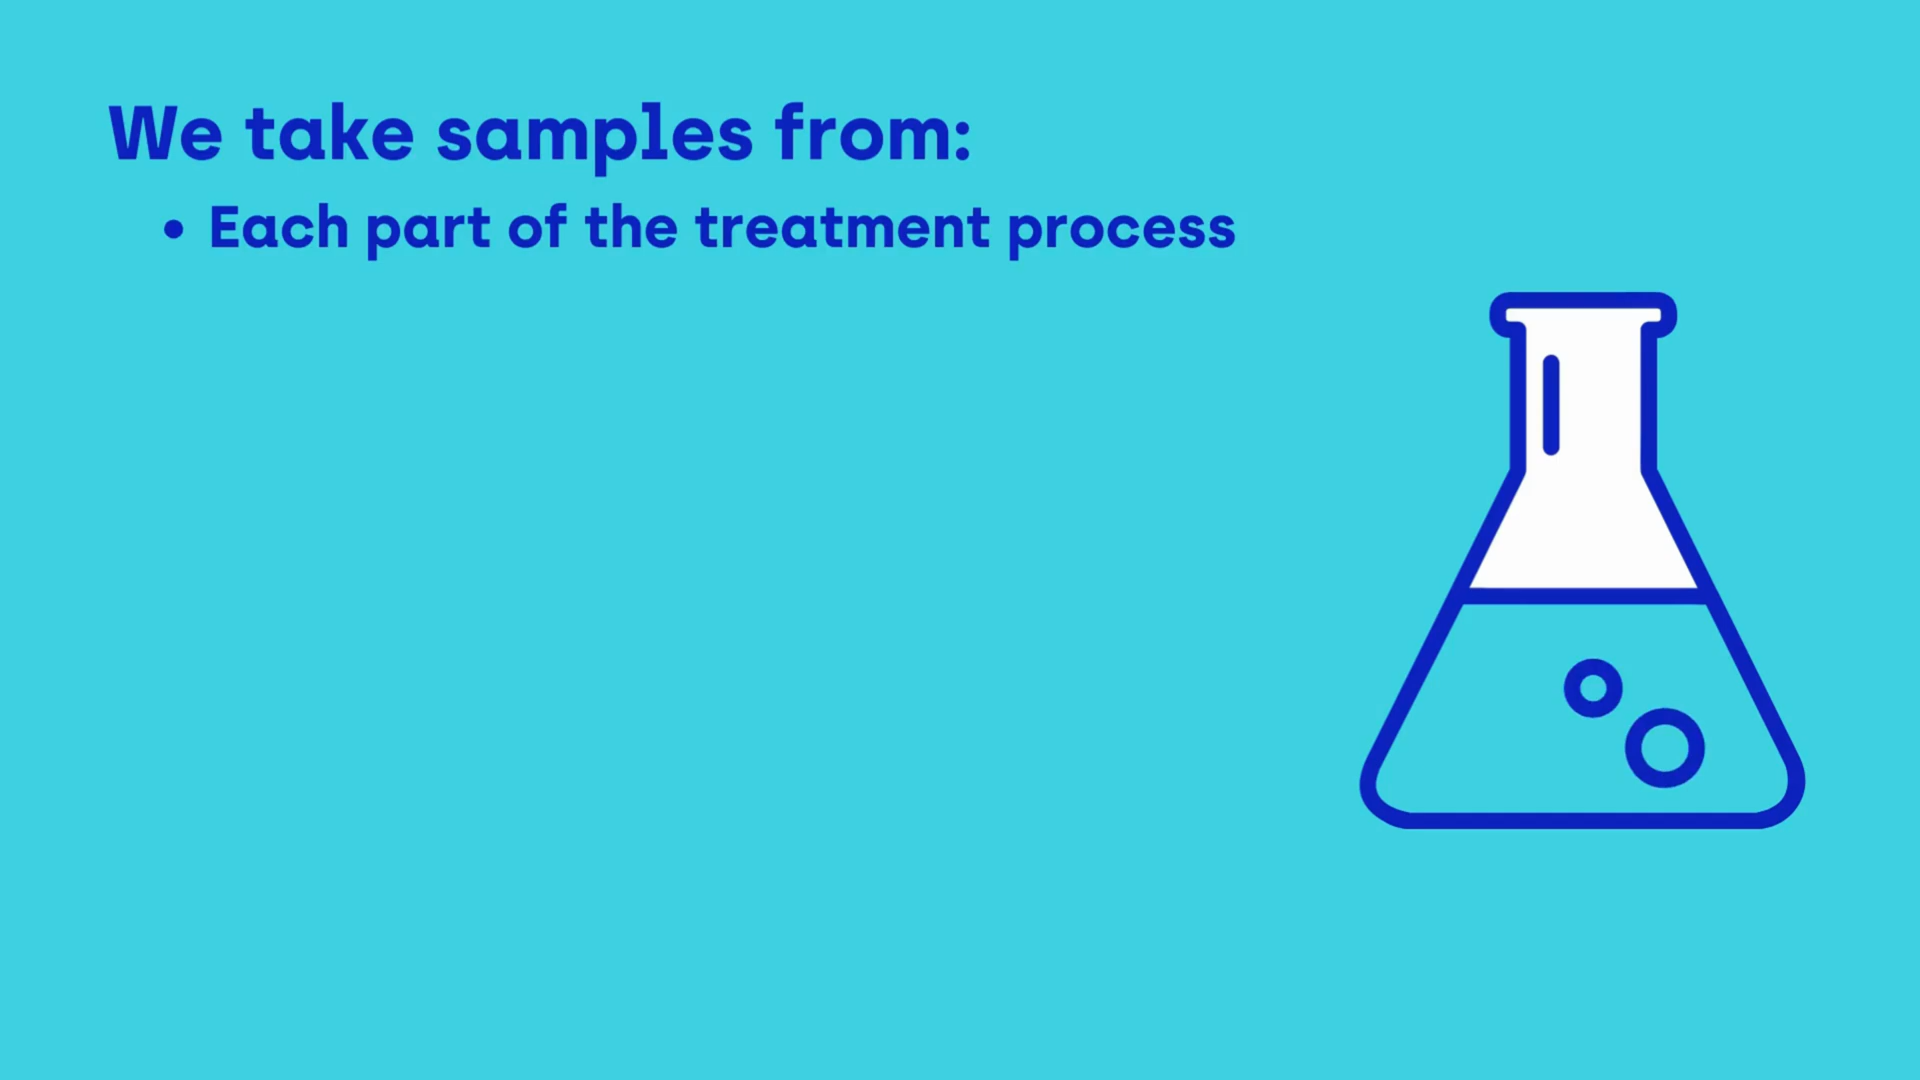 We take samples from:
• Each part of the treatment process